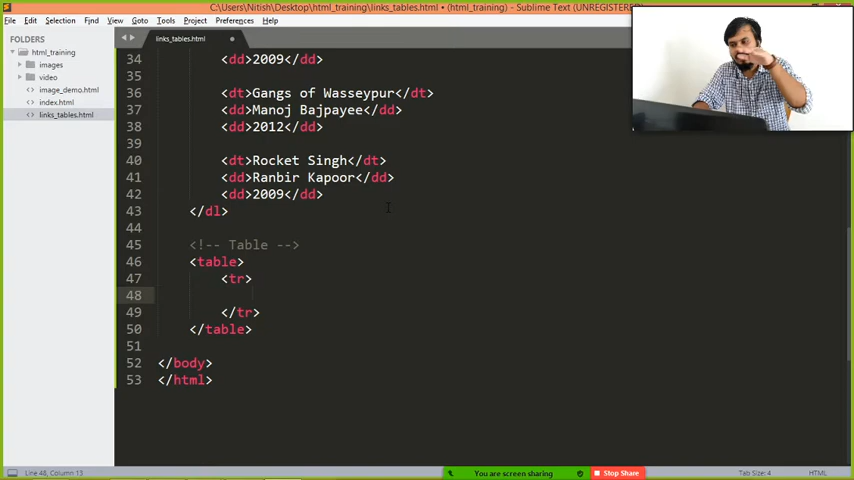 C:\Users\Nitish\Desktop\html_training\links_tables.html • (html_training) - Sublime Text (UNREGISTERED)
File Edit Selection Find View Goto Tools Project Preferences Help
FOLDERS
html_training
images
video
image_demo.html
index.html
links_tables.html
links_tables.html
34 <dd>2009</dd>
35
36 <dt>Gangs of Wasseypur</dt>
37 <dd>Manoj Bajpayee</dd>
38 <dd>2012</dd>
39
40 <dt>Rocket Singh</dt>
41 <dd>Ranbir Kapoor</dd>
42 <dd>2009</dd>
43 </dl>
44
45 <!-- Table -->
46 <table>
47 <tr>
48
49 </tr>
50 </table>
51
52 </body>
53 </html>
Line 48, Column 13
You are screen sharing
Stop Share
Tab Size: 4
HTML